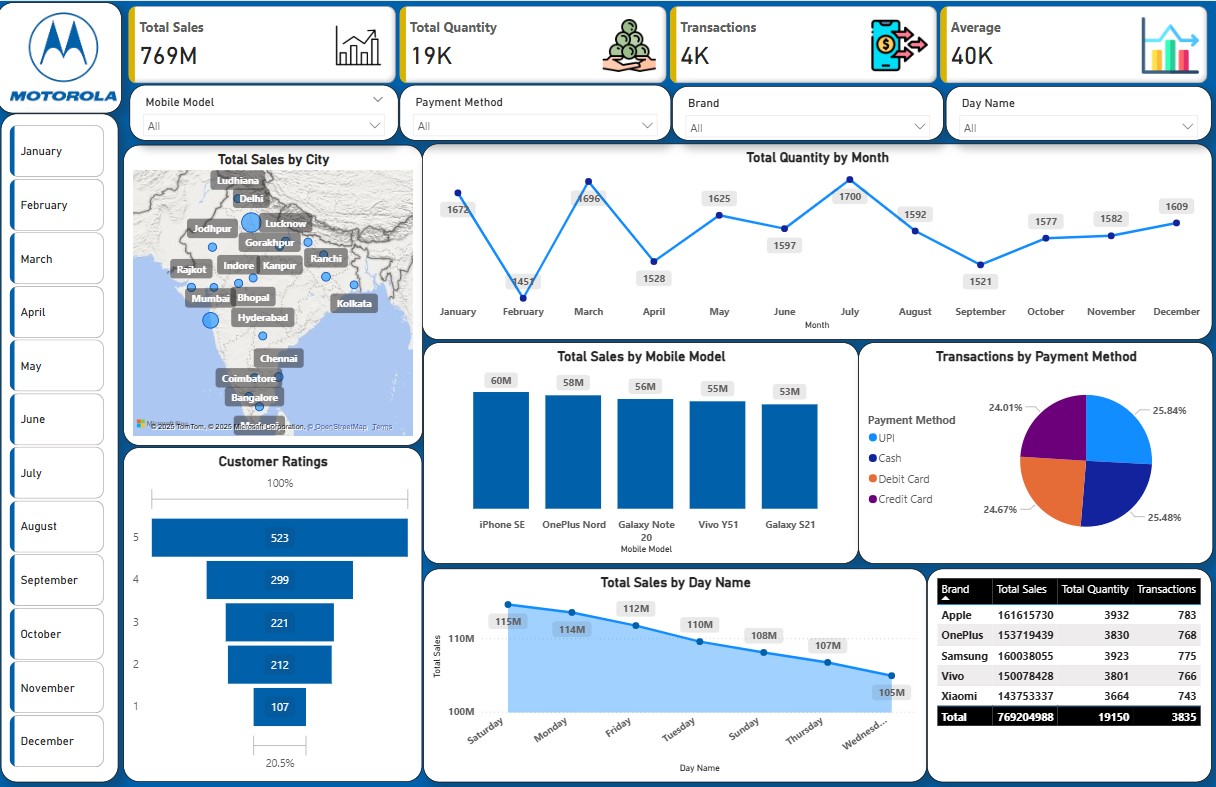 MOTOROLA
Total Sales
769M
Total Quantity
19K
Transactions
4K
Average
40K
Mobile Model
All
Payment Method
All
Brand
All
Day Name
All
January
February
March
April
May
June
July
August
September
October
November
December
Total Sales by City
Ludhiana
Delhi
Jodhpur
Lucknow
Gorakhpur
Rajkot
Indore
Kanpur
Ranchi
Mumbai
Bhopal
Kolkata
Hyderabad
Chennai
Coimbatore
Bangalore
© 2025 TomTom, © 2025 Microsoft Corporation, © OpenStreetMap Terms
Total Quantity by Month
1672
1451
1696
1528
1625
1597
1700
1592
1521
1577
1582
1609
January February March April May June July August September October November December
Month
Customer Ratings
100%
5 523
4 299
3 221
2 212
1 107
20.5%
Total Sales by Mobile Model
60M 58M 56M 55M 53M
iPhone SE OnePlus Nord Galaxy Note Vivo Y51 Galaxy S21
20
Mobile Model
Transactions by Payment Method
Payment Method
UPI
Cash
Debit Card
Credit Card
24.01%
25.84%
24.67%
25.48%
Total Sales by Day Name
Total Sales
110M
100M
115M
114M
112M
110M
108M
107M
105M
Saturday Monday Friday Tuesday Sunday Thursday Wednesd...
Day Name
Brand Total Sales Total Quantity Transactions
Apple 161615730 3932 783
OnePlus 153719439 3830 768
Samsung 160038055 3923 775
Vivo 150078428 3801 766
Xiaomi 143753337 3664 743
Total 769204988 19150 3835